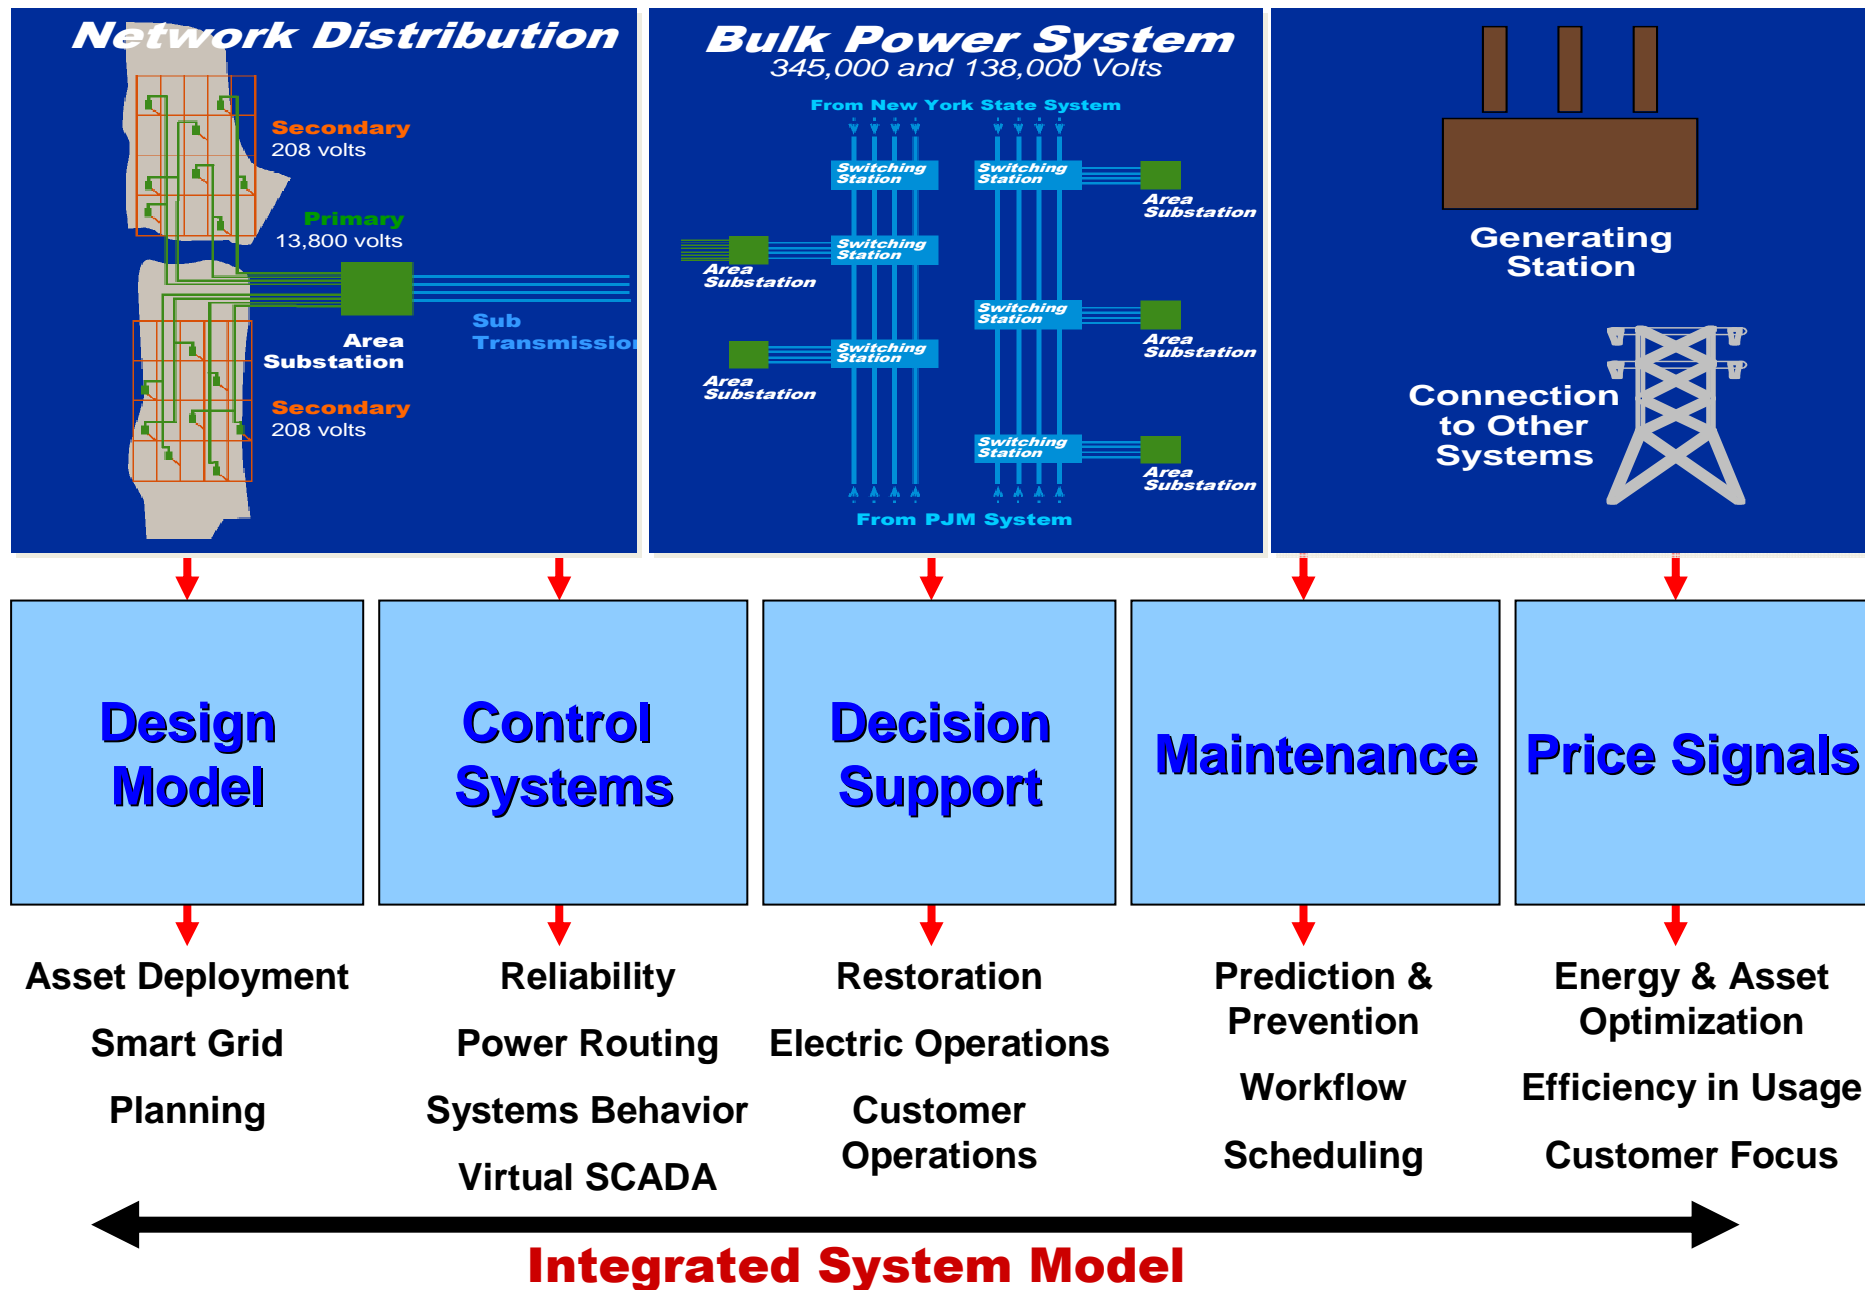 Network Distribution
Secondary
208 volts
Primary
13,800 volts
Area
Substation
Sub
Transmission
Secondary
208 volts
Bulk Power System
345,000 and 138,000 Volts
From New York State System
Switching
Station
Switching
Station
Area
Substation
Switching
Station
Area
Substation
Switching
Station
Area
Substation
Switching
Station
Area
Substation
Switching
Station
Area
Substation
From PJM System
Generating
Station
Connection
to Other
Systems
Design
Model
Control
Systems
Decision
Support
Maintenance
Price Signals
Asset Deployment
Smart Grid
Planning
Reliability
Power Routing
Systems Behavior
Virtual SCADA
Restoration
Electric Operations
Customer
Operations
Prediction &
Prevention
Workflow
Scheduling
Energy & Asset
Optimization
Efficiency in Usage
Customer Focus
Integrated System Model